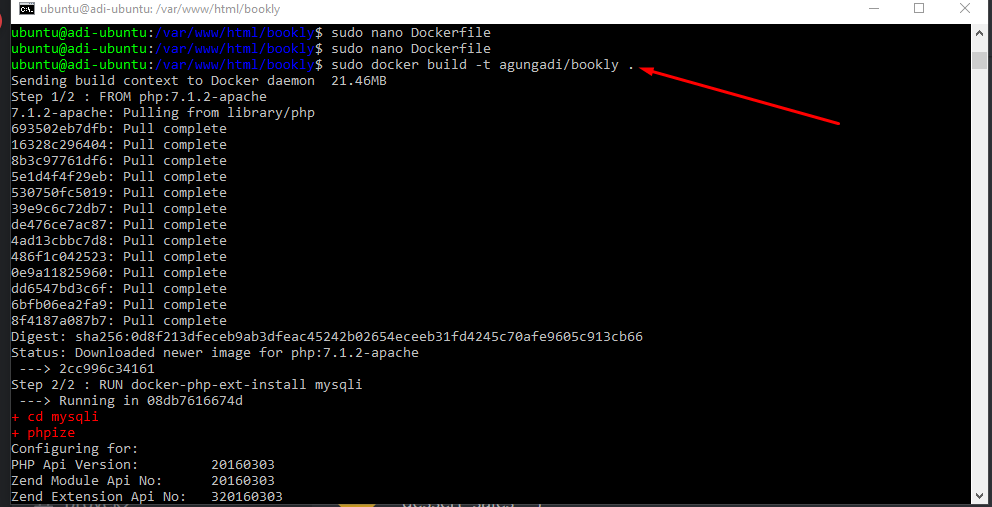 ubuntu@adi-ubuntu: /var/www/html/bookly
ubuntu@adi-ubuntu:/var/www/html/bookly$ sudo nano Dockerfile
ubuntu@adi-ubuntu:/var/www/html/bookly$ sudo nano Dockerfile
ubuntu@adi-ubuntu:/var/www/html/bookly$ sudo docker build -t agungadi/bookly .
Sending build context to Docker daemon  21.46MB
Step 1/2 : FROM php:7.1.2-apache
7.1.2-apache: Pulling from library/php
693502eb7dfb: Pull complete
16328c296404: Pull complete
8b3c97761df6: Pull complete
5e1d4f4f29eb: Pull complete
530750fc5019: Pull complete
39e9c6c72db7: Pull complete
de476ce7ac87: Pull complete
4ad13cbbc7d8: Pull complete
486f1c042523: Pull complete
0e9a11825960: Pull complete
dd6547bd3c6f: Pull complete
6bfb06ea2fa9: Pull complete
8f4187a087b7: Pull complete
Digest: sha256:0d8f213dfeceb9ab3dfeac45242b02654eceeb31fd4245c70afe9605c913cb66
Status: Downloaded newer image for php:7.1.2-apache
 ---> 2cc996c34161
Step 2/2 : RUN docker-php-ext-install mysqli
 ---> Running in 08db7616674d
+ cd mysqli
+ phpize
Configuring for:
PHP Api Version:         20160303
Zend Module Api No:      20160303
Zend Extension Api No:   320160303